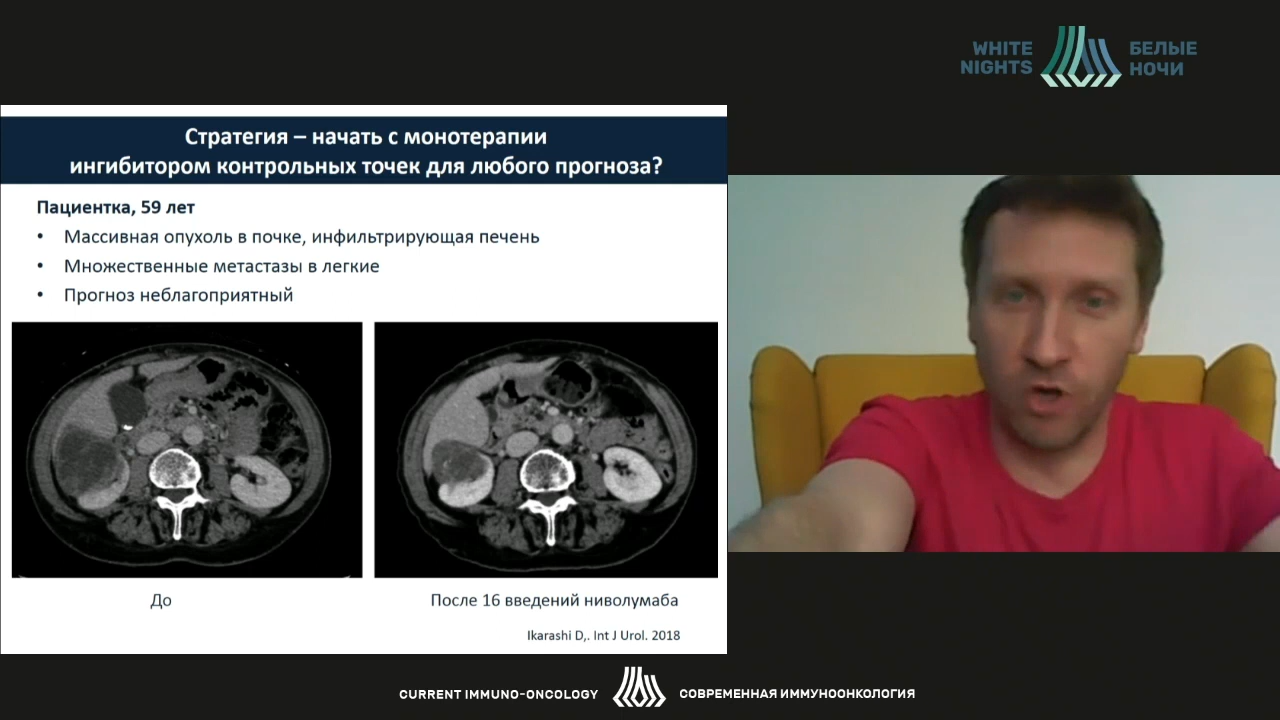 WHITE
NIGHTS
БЕЛЫЕ
НОЧИ
Стратегия – начать с монотерапии
ингибитором контрольных точек для любого прогноза?
Пациентка, 59 лет
• Массивная опухоль в почке, инфильтрирующая печень
• Множественные метастазы в легкие
• Прогноз неблагоприятный
До
После 16 введений ниволумаба
Ikarashi D,. Int J Urol. 2018
CURRENT IMMUNO-ONCOLOGY
СОВРЕМЕННАЯ ИММУНООНКОЛОГИЯ